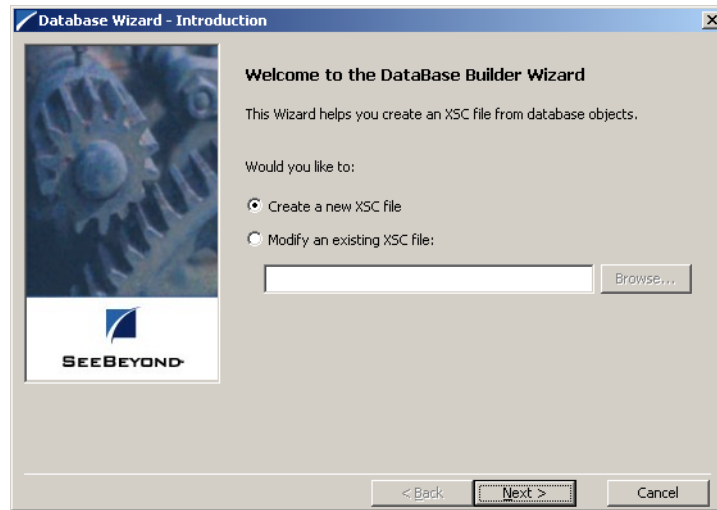 Database Wizard - Introduction
Welcome to the DataBase Builder Wizard
This Wizard helps you create an XSC file from database objects.
Would you like to:
Create a new XSC file
Modify an existing XSC file:
Browse...
SEEBEYOND
< Back
Next >
Cancel